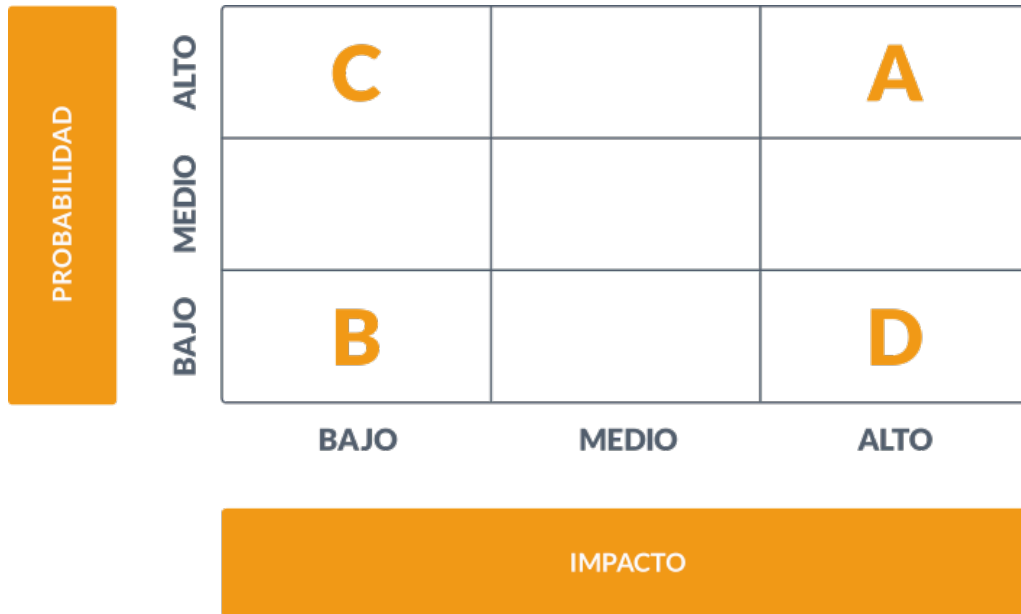 PROBABILIDAD
ALTO
C
A
MEDIO
BAJO
B
D
BAJO
MEDIO
ALTO
IMPACTO